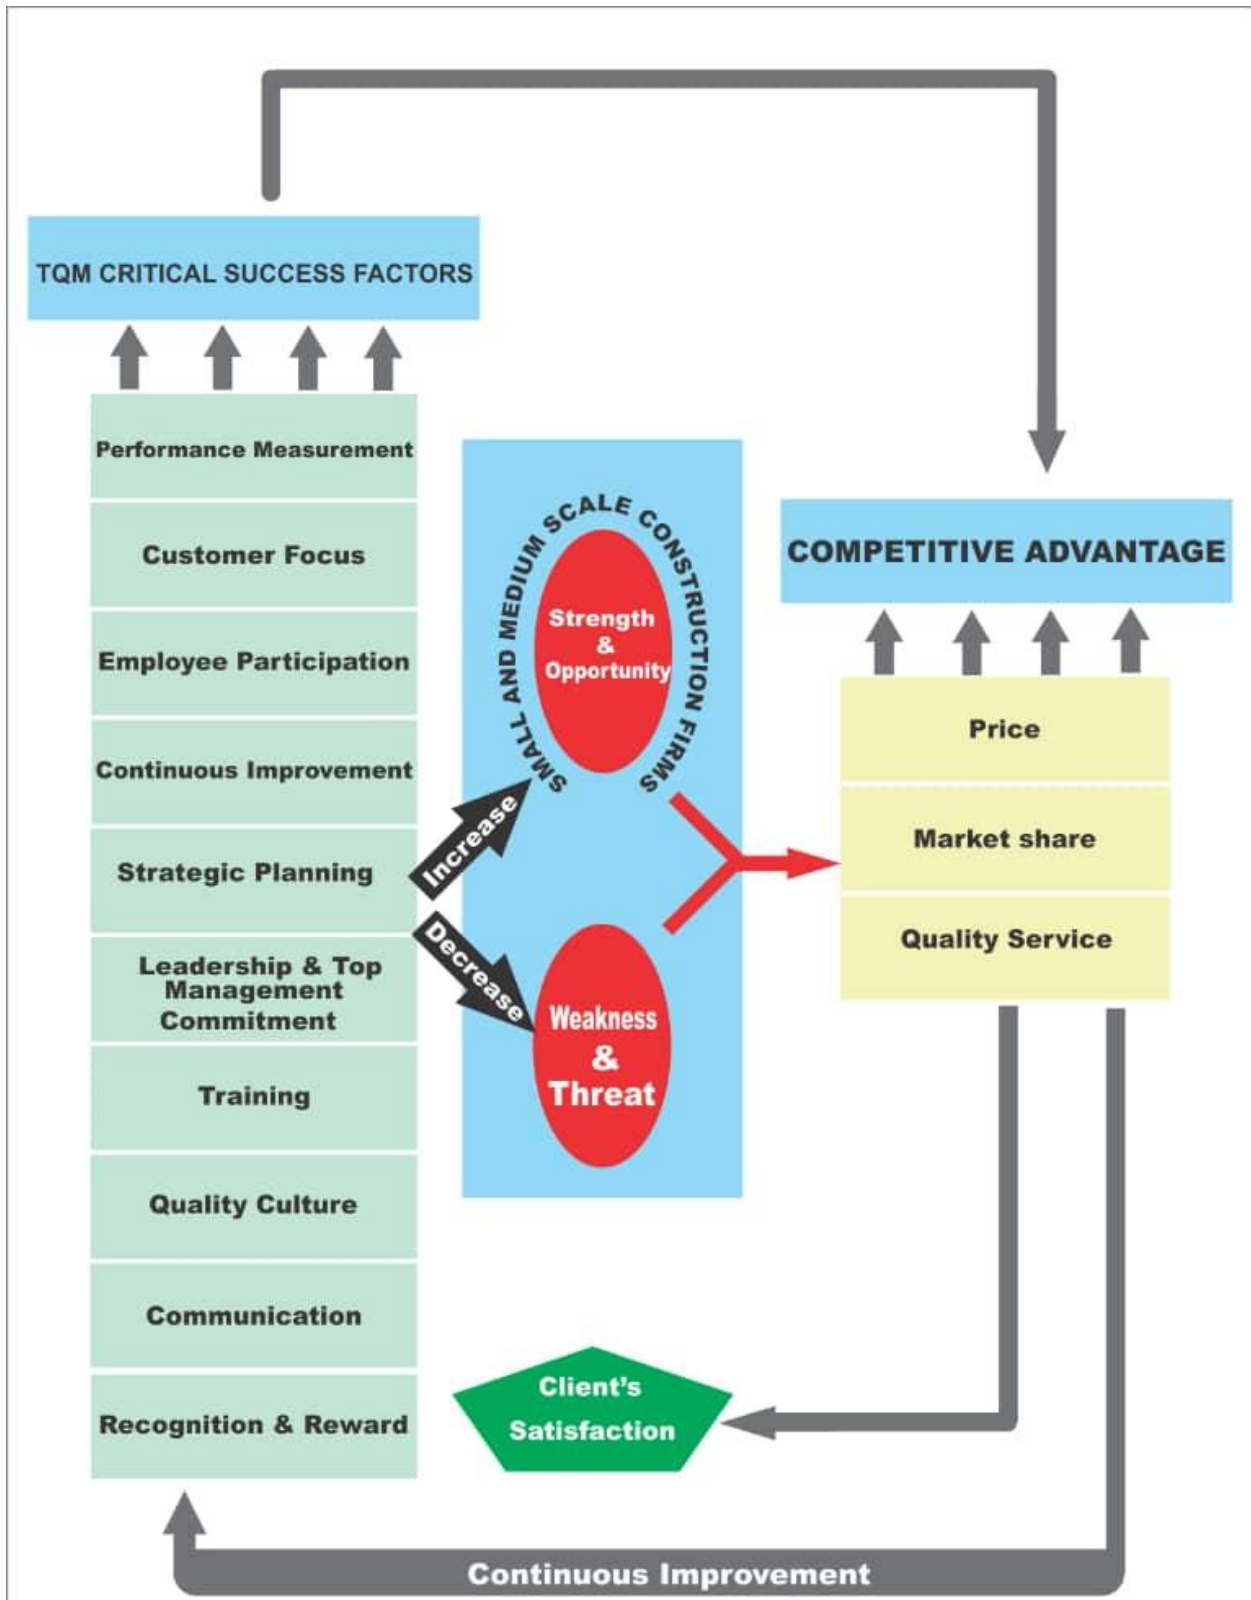 TQM CRITICAL SUCCESS FACTORS
Performance Measurement
Customer Focus
Employee Participation
Continuous Improvement
Strategic Planning
Leadership & Top
Management
Commitment
Training
Quality Culture
Communication
Recognition & Reward
SMALL AND MEDIUM SCALE CONSTRUCTION FIRMS
Strength
&
Opportunity
Increase
Decrease
Weakness
&
Threat
COMPETITIVE ADVANTAGE
Price
Market share
Quality Service
Client's
Satisfaction
Continuous Improvement